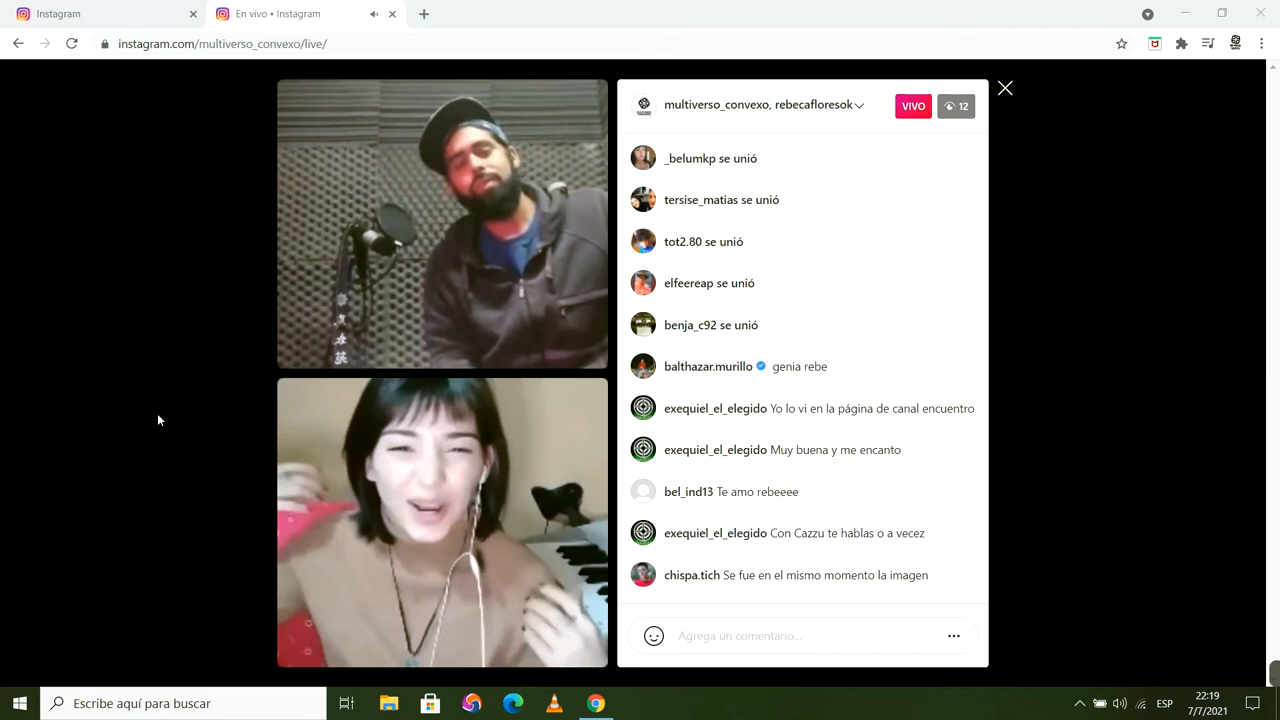 Instagram
En vivo • Instagram
instagram.com/multiverso_convexo/live/
multiverso_convexo, rebecafloresok
VIVO
12
_belumkp se unió
tersise_matias se unió
tot2.80 se unió
elfeereap se unió
benja_c92 se unió
balthazar.murillo genia rebe
exequiel_el_elegido Yo lo vi en la página de canal encuentro
exequiel_el_elegido Muy buena y me encanto
bel_ind13 Te amo rebeeee
exequiel_el_elegido Con Cazzu te hablas o a vecez
chispa.tich Se fue en el mismo momento la imagen
Agrega un comentario...
Escribe aquí para buscar
ESP
22:19
7/7/2021